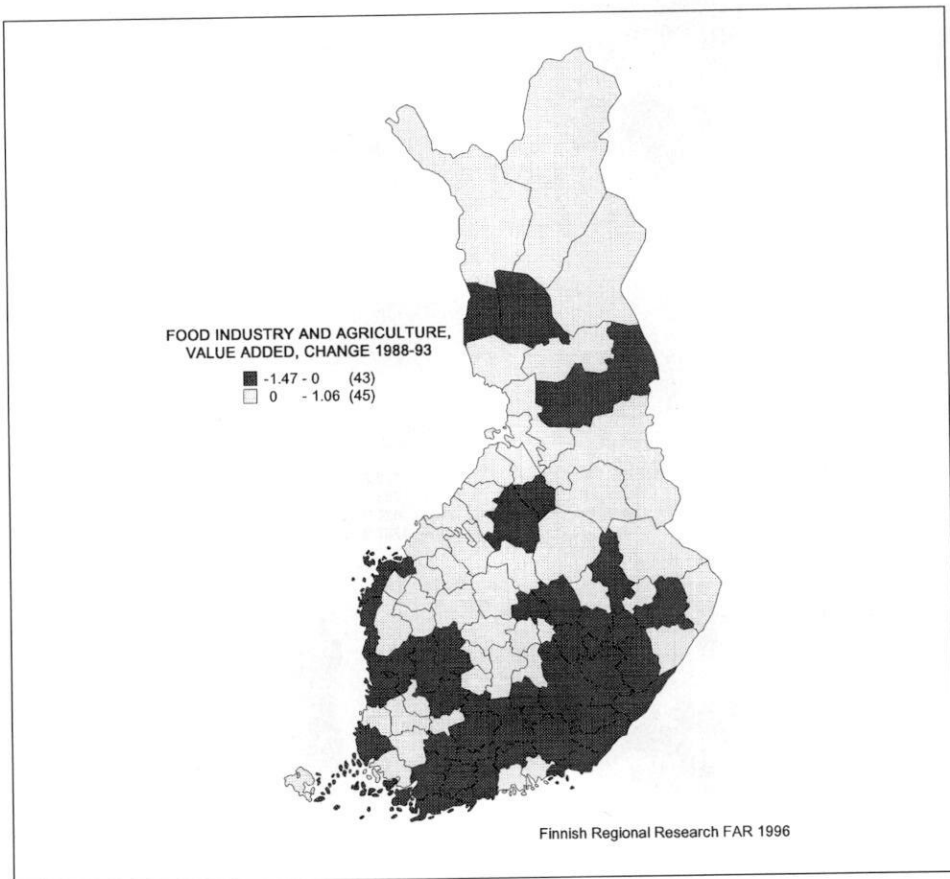 FOOD INDUSTRY AND AGRICULTURE,
VALUE ADDED, CHANGE 1988-93
-1.47 - 0 (43)
0 - 1.06 (45)
Finnish Regional Research FAR 1996